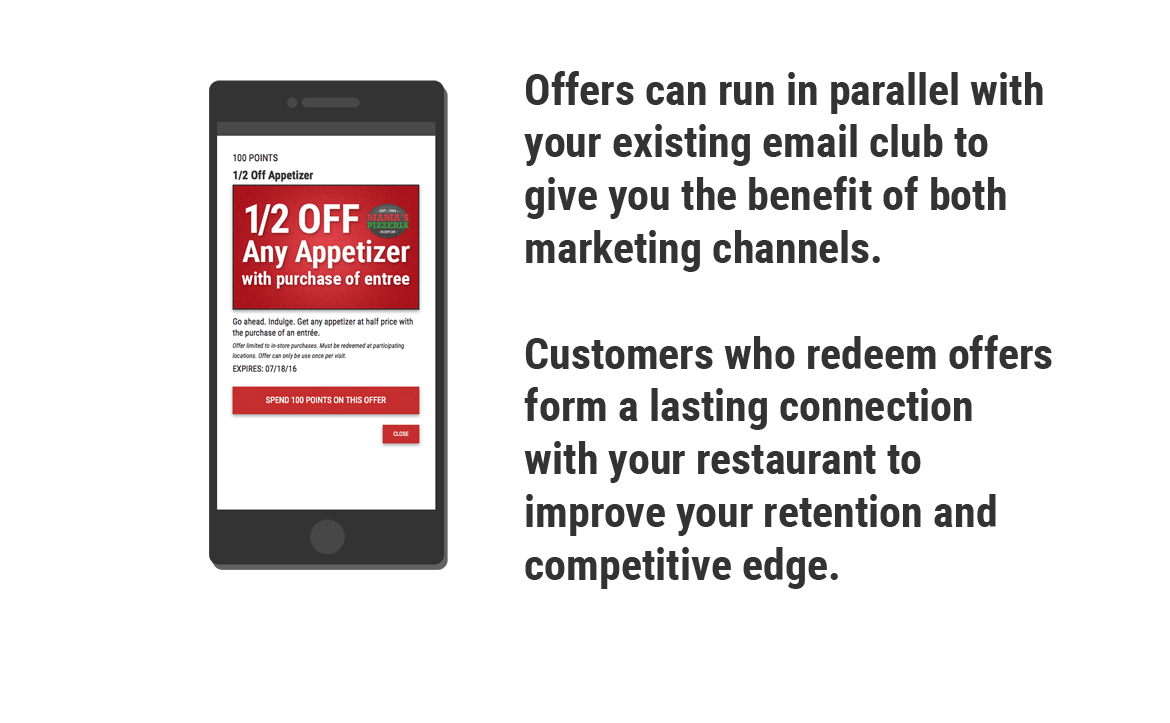 100 POINTS
1/2 Off Appetizer
1/2 OFF
EST. 1994
MAMA'S
PIZZERIA
BOSTON
Any Appetizer
with purchase of entree
Go ahead. Indulge. Get any appetizer at half price with
the purchase of an entrée.
Offer limited to in-store purchases. Must be redeemed at participating
locations. Offer can only be use once per visit.
EXPIRES: 07/18/16
SPEND 100 POINTS ON THIS OFFER
CLOSE
Offers can run in parallel with
your existing email club to
give you the benefit of both
marketing channels.
Customers who redeem offers
form a lasting connection
with your restaurant to
improve your retention and
competitive edge.